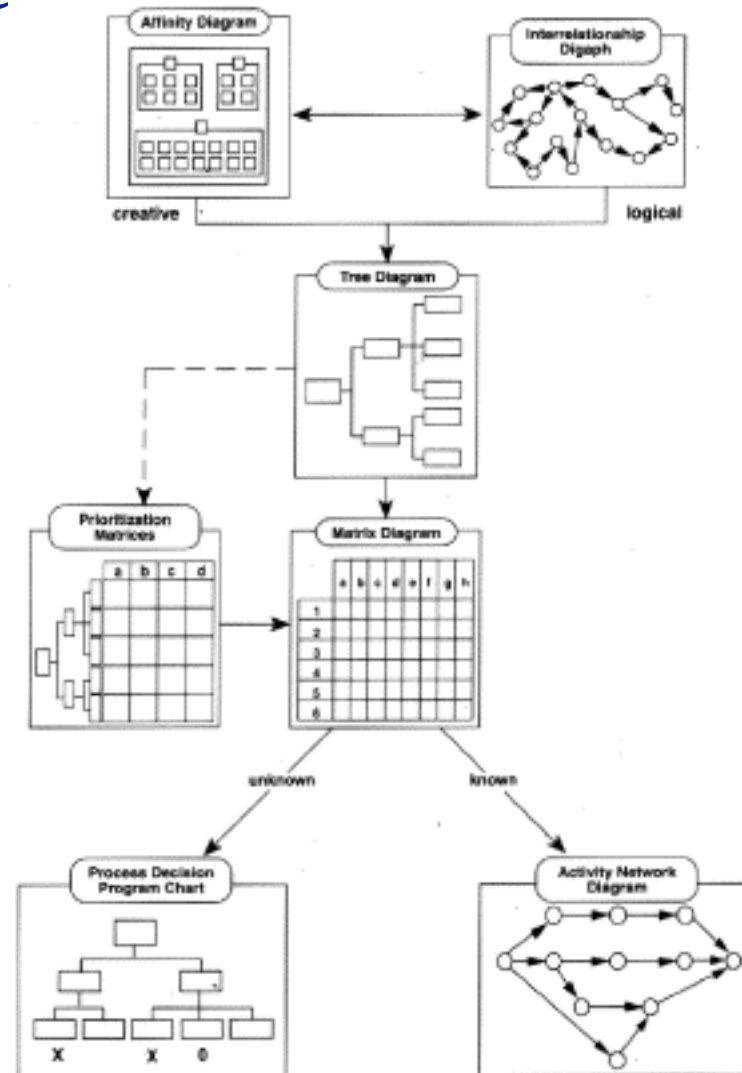 Affinity Diagram
Interrelationship
Digaph
creative
logical
Tree Diagram
Prioritization
Matrices
a b c d
Matrix Diagram
a b c d e f g h
1
2
3
4
5
6
unknown
known
Process Decision
Program Chart
X X 0
Activity Network
Diagram